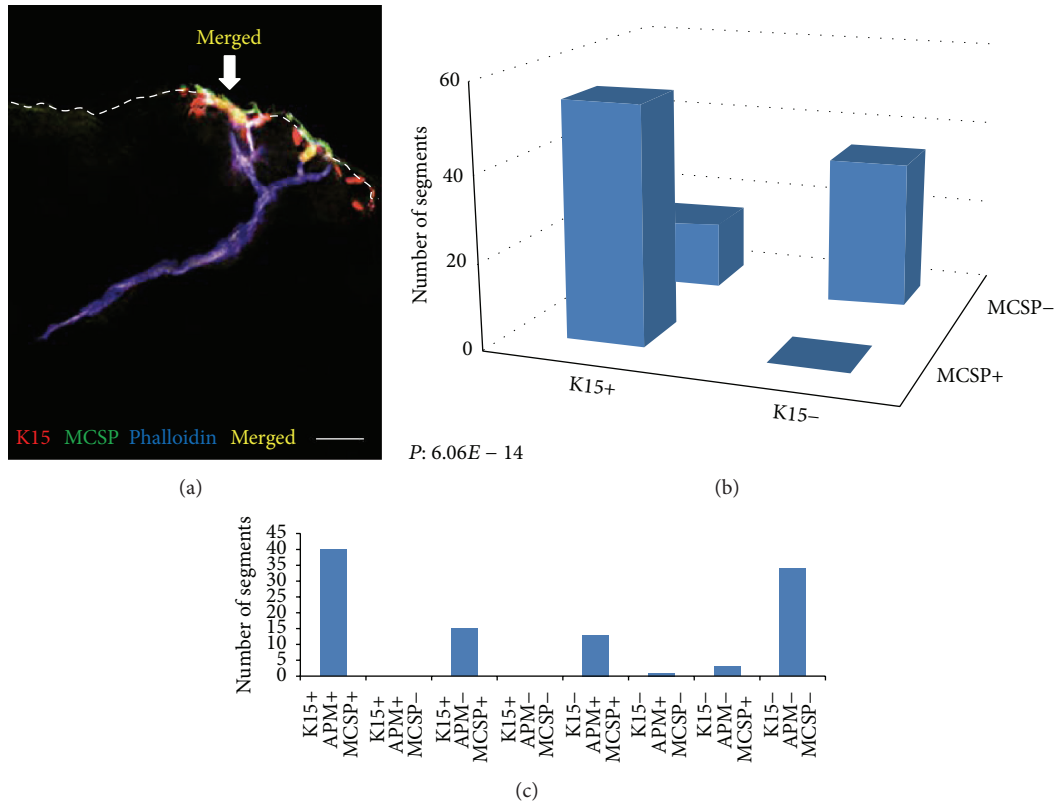 Merged
K15 MCSP Phalloidin Merged
(a)
Number of segments
60
40
20
0
K15+
K15−
MCSP−
MCSP+
P: 6.06E − 14
(b)
Number of segments
45
40
35
30
25
20
15
10
5
0
K15+
APM+
MCSP+
K15+
APM+
MCSP−
K15+
APM−
MCSP+
K15+
APM−
MCSP−
K15−
APM+
MCSP+
K15−
APM+
MCSP−
K15−
APM−
MCSP+
K15−
APM−
MCSP−
(c)